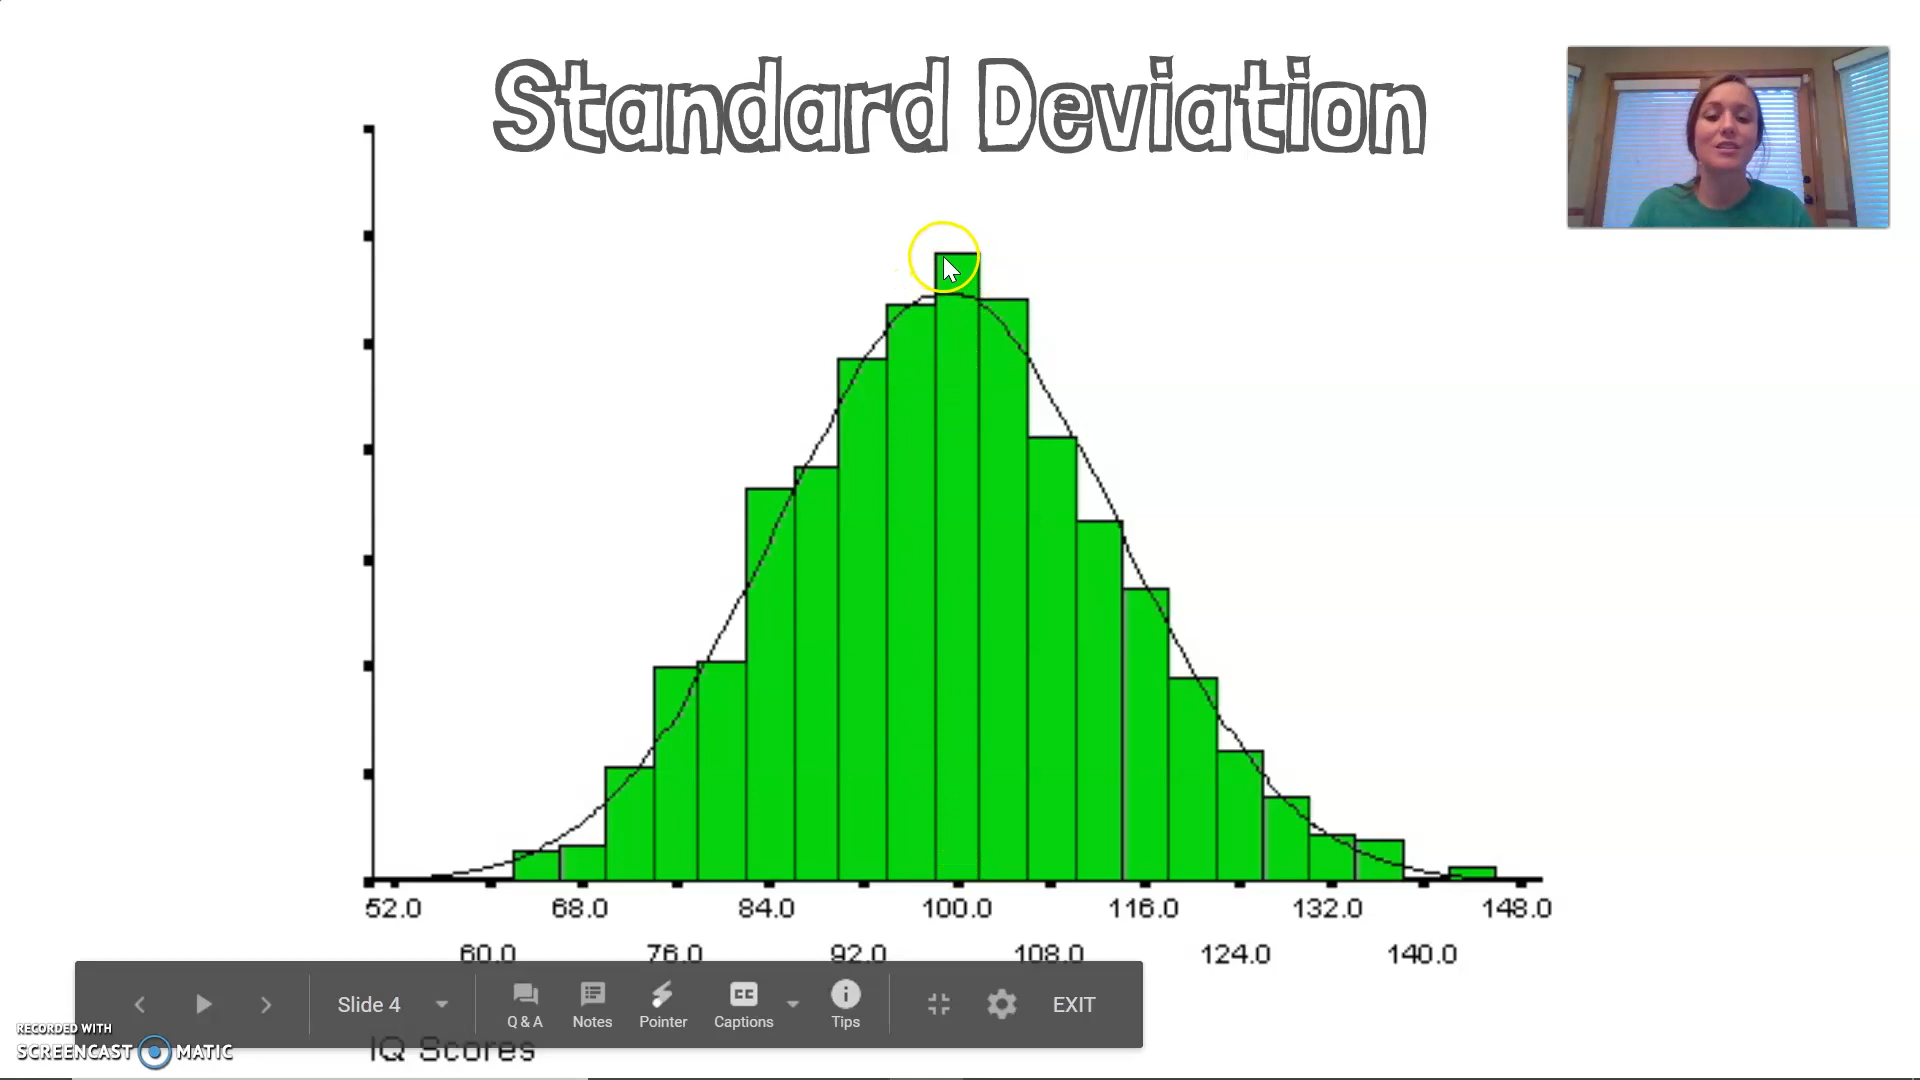 Standard Deviation
52.0 68.0 84.0 100.0 116.0 132.0 148.0
60.0 76.0 92.0 108.0 124.0 140.0
Slide 4
EXIT
Q & A Notes Pointer Captions Tips
CC
RECORDED WITH
SCREENCAST MATIC
IQ Scores